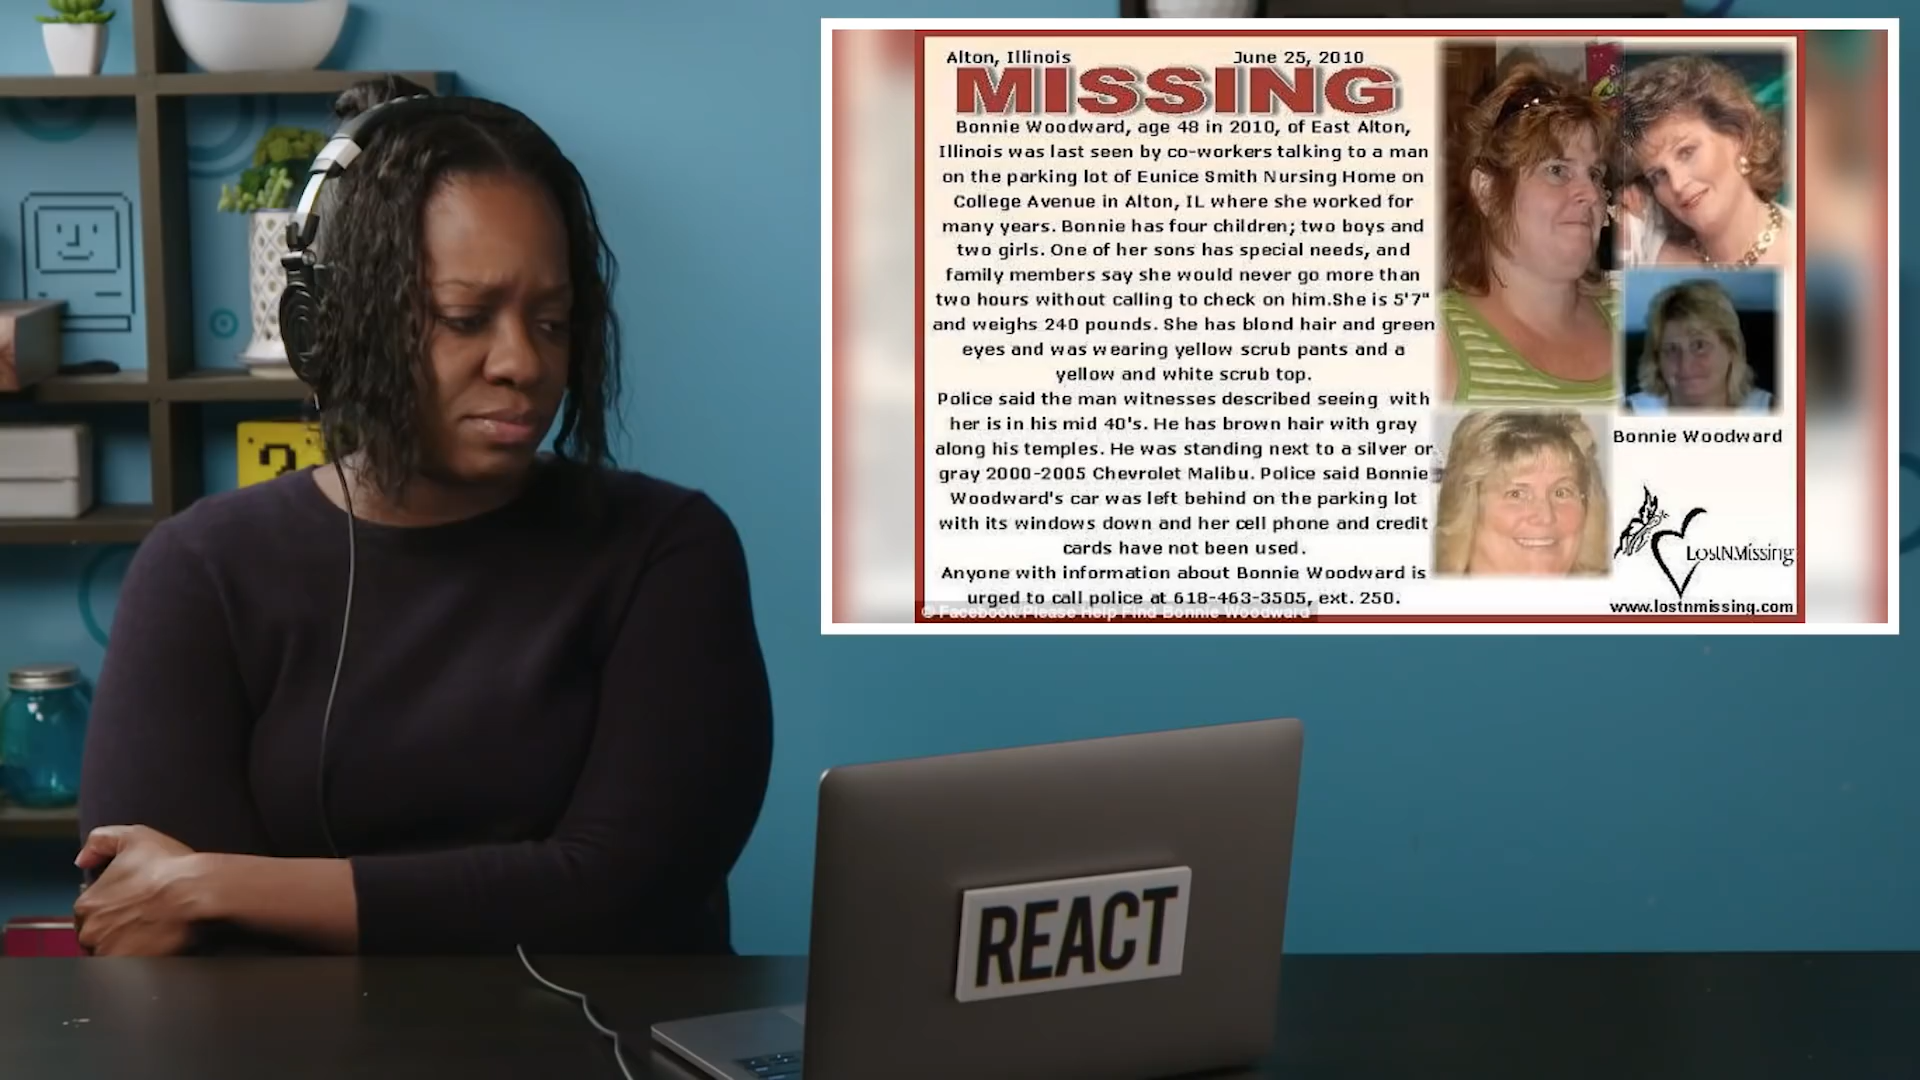 Alton, Illinois June 25, 2010
MISSING
Bonnie Woodward, age 48 in 2010, of East Alton,
Illinois was last seen by co-workers talking to a man
on the parking lot of Eunice Smith Nursing Home on
College Avenue in Alton, IL where she worked for
many years. Bonnie has four children; two boys and
two girls. One of her sons has special needs, and
family members say she would never go more than
two hours without calling to check on him.She is 5'7"
and weighs 240 pounds. She has blond hair and green
eyes and was wearing yellow scrub pants and a
yellow and white scrub top.
Police said the man witnesses described seeing with
her is in his mid 40's. He has brown hair with gray
along his temples. He was standing next to a silver or
gray 2000-2005 Chevrolet Malibu. Police said Bonnie
Woodward's car was left behind on the parking lot
with its windows down and her cell phone and credit
cards have not been used.
Anyone with information about Bonnie Woodward is
urged to call police at 618-463-3505, ext. 250.
© Facebook/Please Help Find Bonnie Woodward
Bonnie Woodward
LostNMissing
www.lostnmissing.com
?
REACT